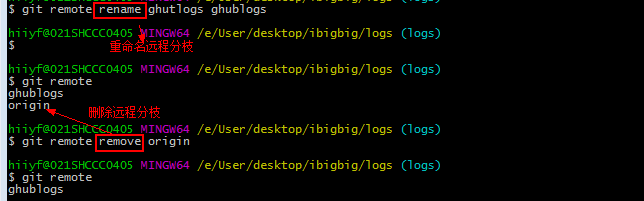 $ git remote rename ghutlogs ghublogs
hiiyf@021SHCCC0405 MINGW64 /e/User/desktop/ibigbig/logs (logs)
重命名远程分枝
$
hiiyf@021SHCCC0405 MINGW64 /e/User/desktop/ibigbig/logs (logs)
$ git remote
ghublogs
origin
删除远程分枝
hiiyf@021SHCCC0405 MINGW64 /e/User/desktop/ibigbig/logs (logs)
$ git remote remove origin
hiiyf@021SHCCC0405 MINGW64 /e/User/desktop/ibigbig/logs (logs)
$ git remote
ghublogs